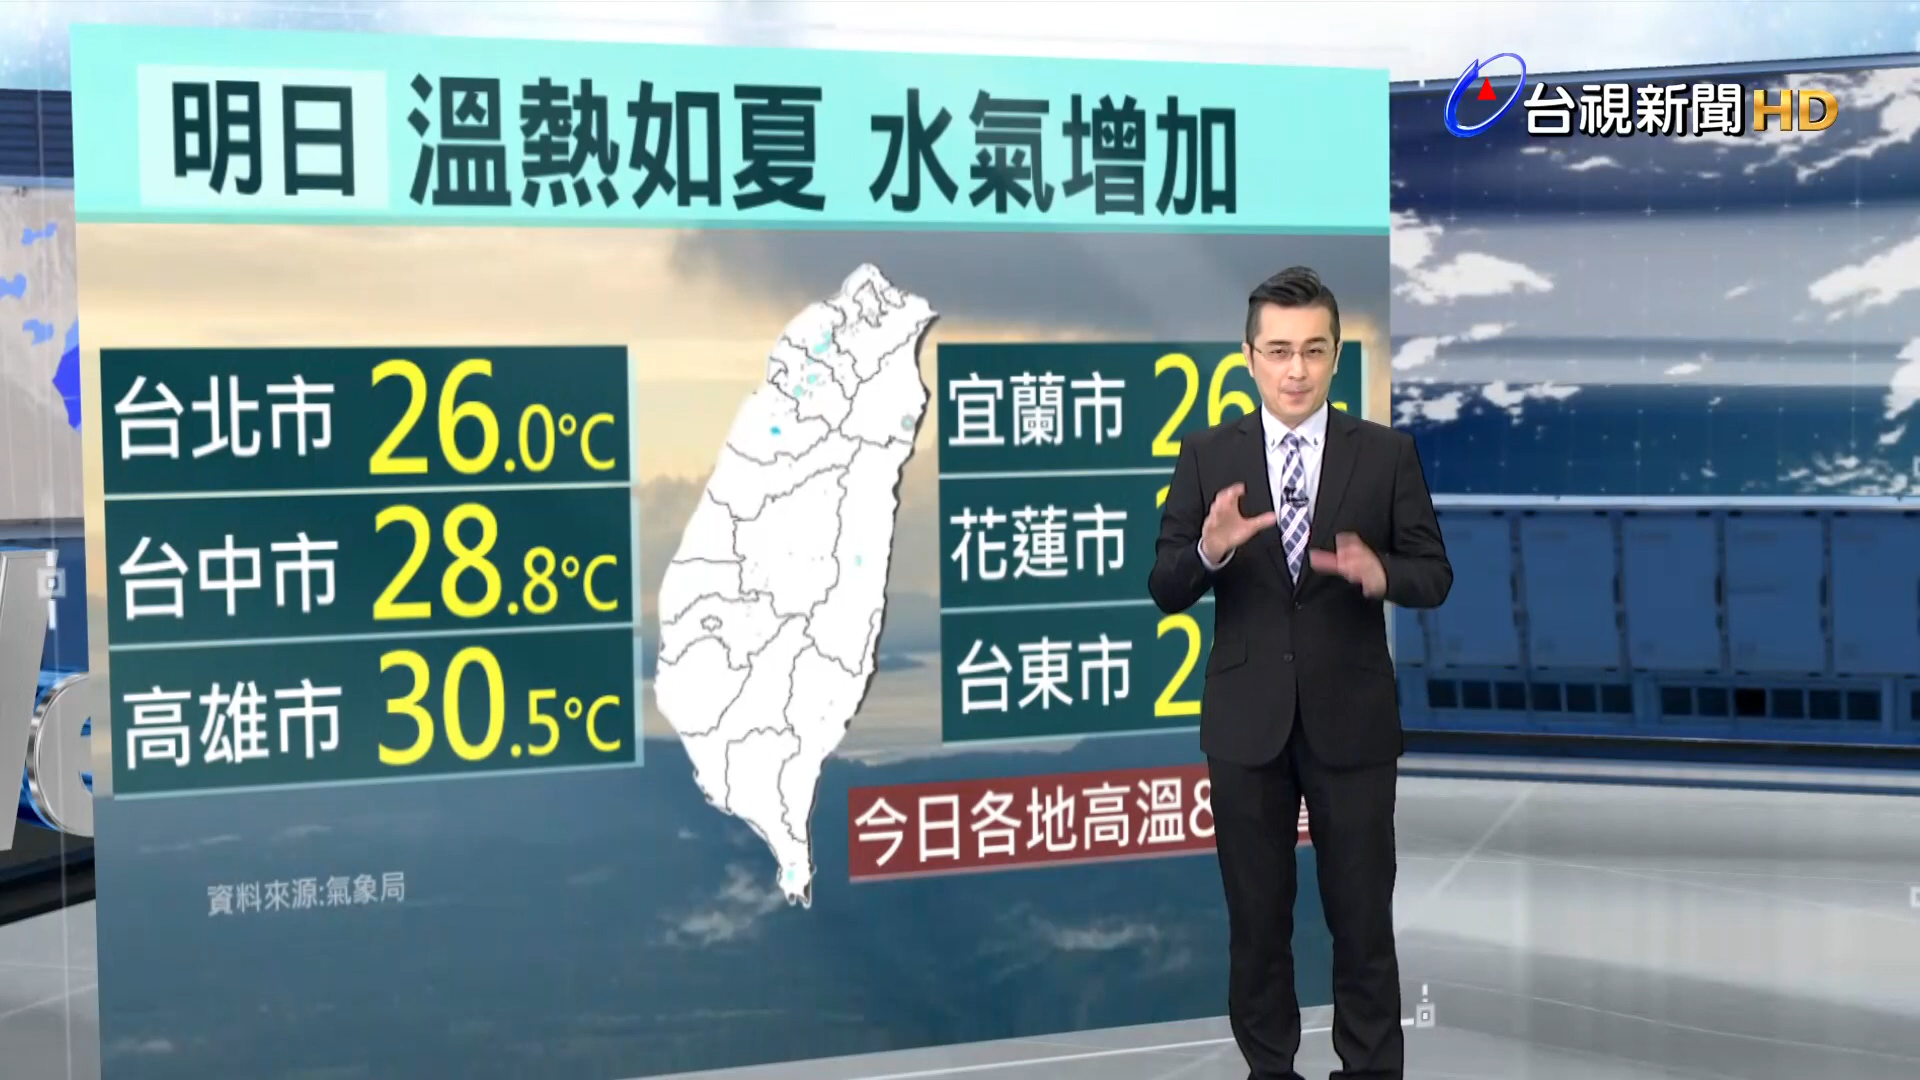 明日 溫熱如夏 水氣增加
台視新聞HD
台北市 26.0°C
台中市 28.8°C
高雄市 30.5°C
宜蘭市 26
花蓮市
台東市 2
今日各地高溫
資料來源:氣象局